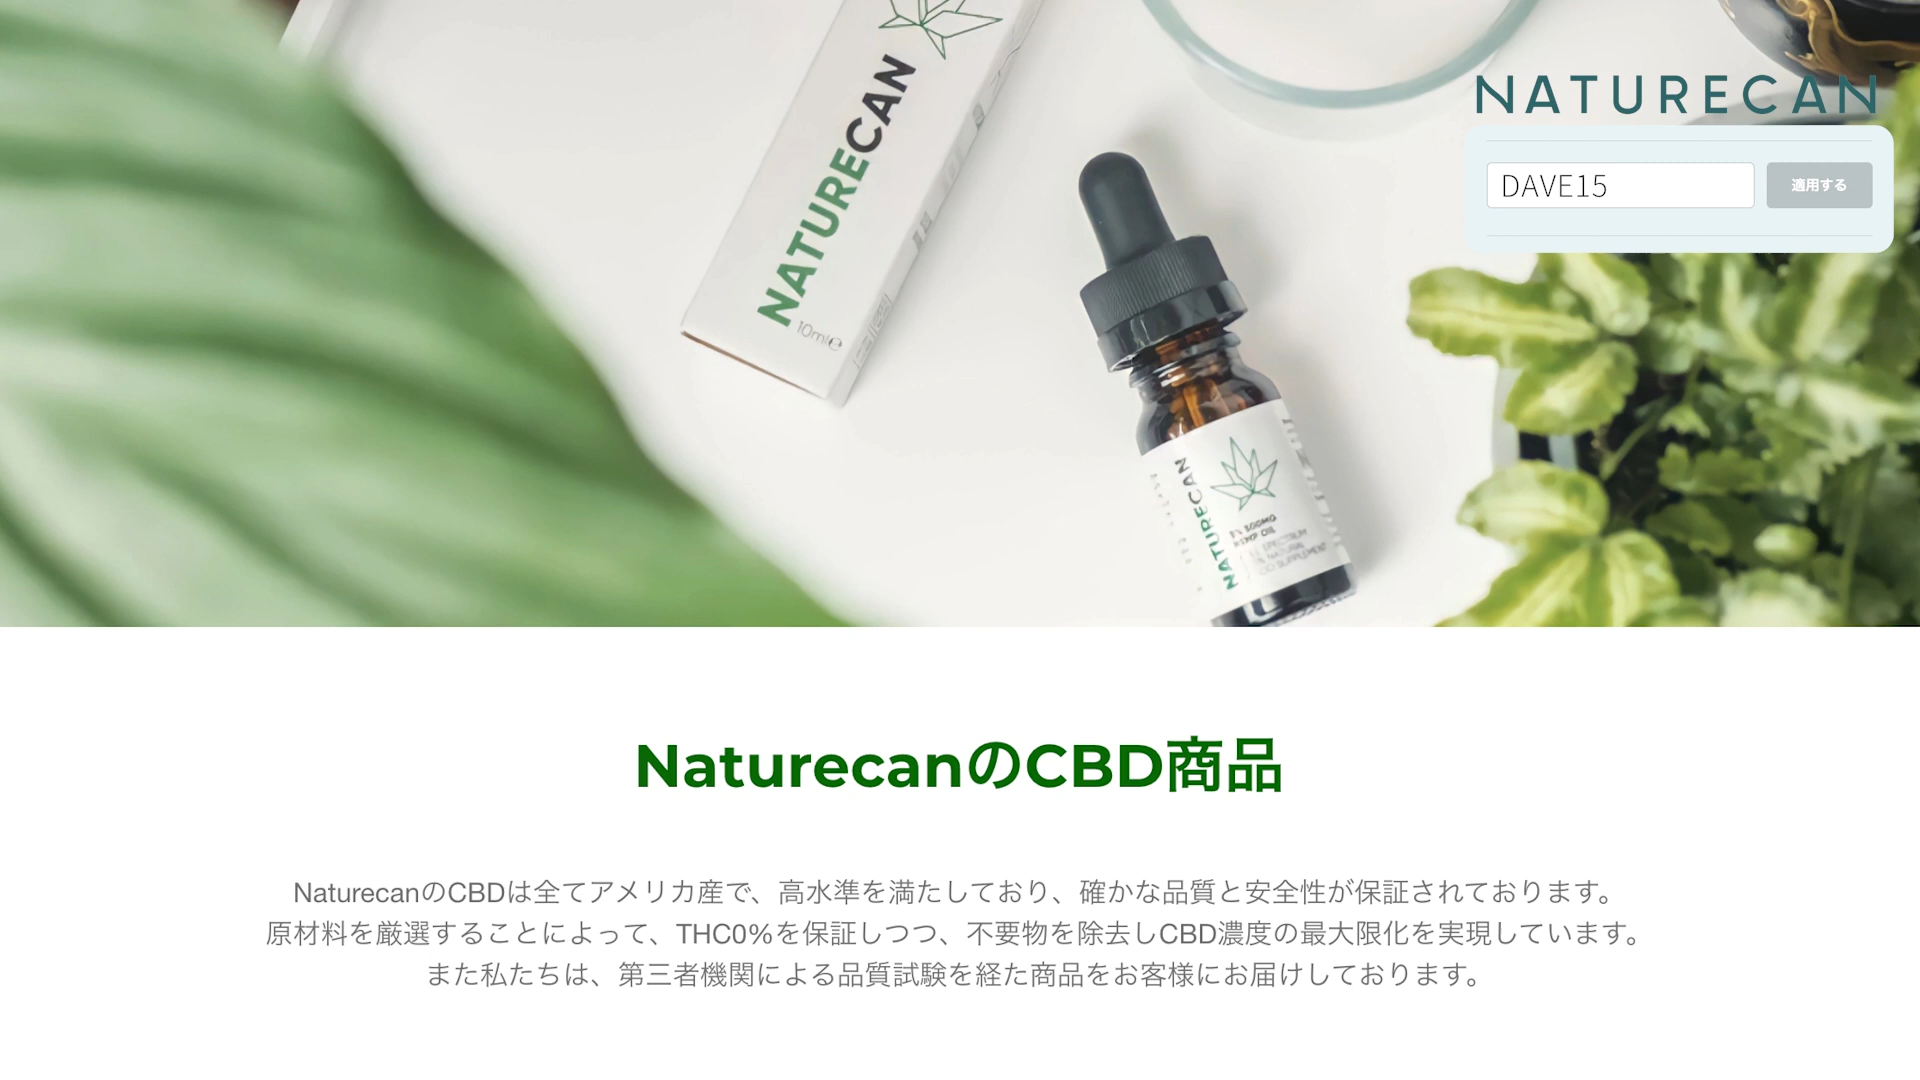 NATURECAN
10ml e
NATURECAN
DAVE15
適用する
NATURECAN
300MG
SPECTRUM
NATURAL
SUPPLEMENT
NaturecanのCBD商品
NaturecanのCBDは全てアメリカ産で、高水準を満たしており、確かな品質と安全性が保証されております。
原材料を厳選することによって、THC0%を保証しつつ、不要物を除去しCBD濃度の最大限化を実現しています。
また私たちは、第三者機関による品質試験を経た商品をお客様にお届けしております。